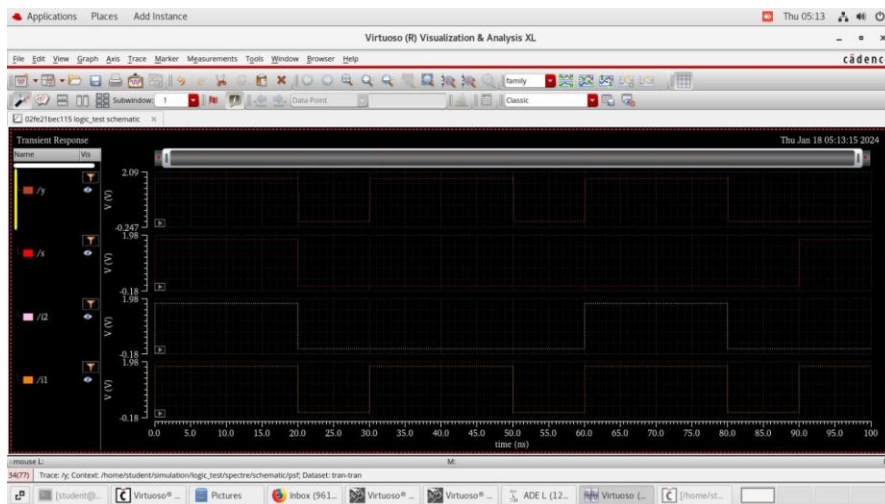 Applications Places Add Instance Thu 05:13
Virtuoso (R) Visualization & Analysis XL
File Edit View Graph Axis Trace Marker Measurements Tools Window Browser Help cādence
family
Subwindow: 1 Data Point Classic
02fe21bec115 logic_test schematic
Transient Response Thu Jan 18 05:13:15 2024
Name Vis
2.09
/y V (V)
-0.247
1.98
/s V (V)
-0.18
1.98
/i2 V (V)
-0.18
1.98
/i1 V (V)
-0.18
0.0 5.0 10.0 15.0 20.0 25.0 30.0 35.0 40.0 45.0 50.0 55.0 60.0 65.0 70.0 75.0 80.0 85.0 90.0 95.0 100
time (ns)
mouse L: M:
34(77) Trace: /y; Context: /home/student/simulation/logic_test/spectre/schematic/psf; Dataset: tran-tran
[student@... Virtuoso® ... Pictures Inbox (961... Virtuoso® ... Virtuoso® ... ADE L (12... Virtuoso (... [/home/st...